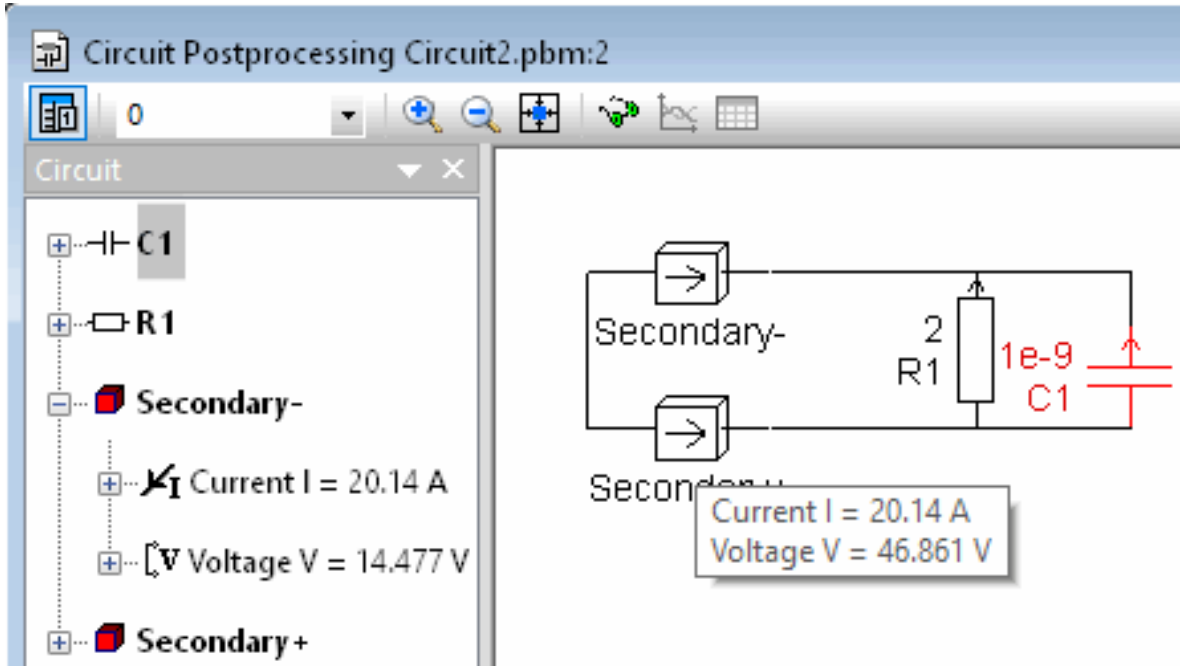 Circuit Postprocessing Circuit2.pbm:2
0
Circuit
C1
R1
Secondary-
Current I = 20.14 A
Voltage V = 14.477 V
Secondary+
Secondary-
2
R1
1e-9
C1
Current I = 20.14 A
Voltage V = 46.861 V